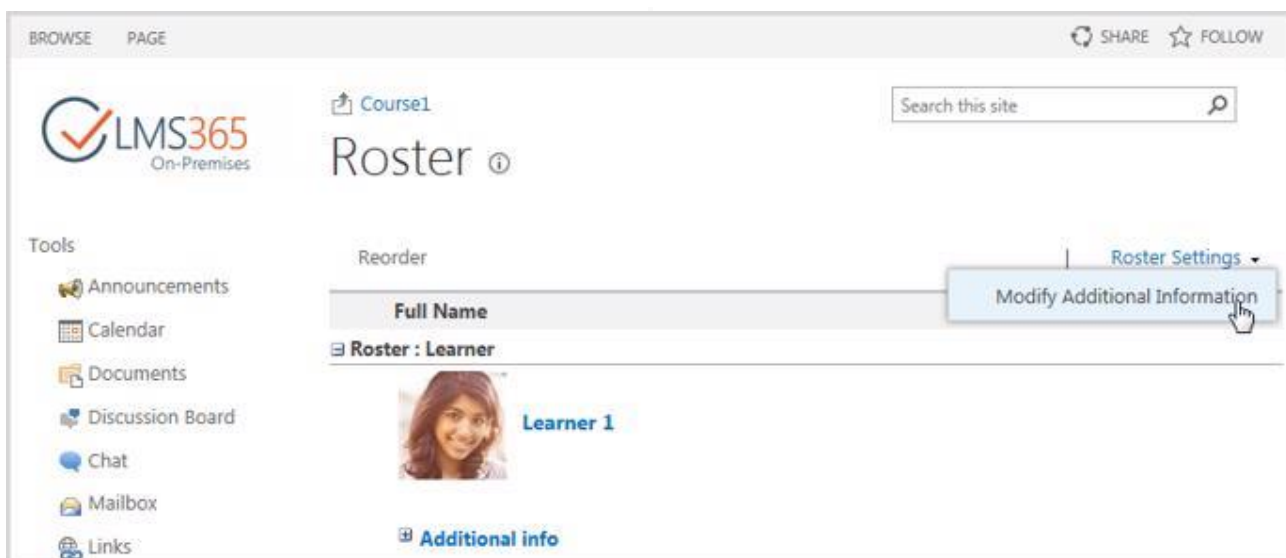 BROWSE PAGE SHARE FOLLOW
LMS365
On-Premises
Course1
Search this site
Roster
Tools
Reorder | Roster Settings
Announcements
Modify Additional Information
Full Name
Calendar
Roster : Learner
Documents
Discussion Board
Learner 1
Chat
Mailbox
Additional info
Links